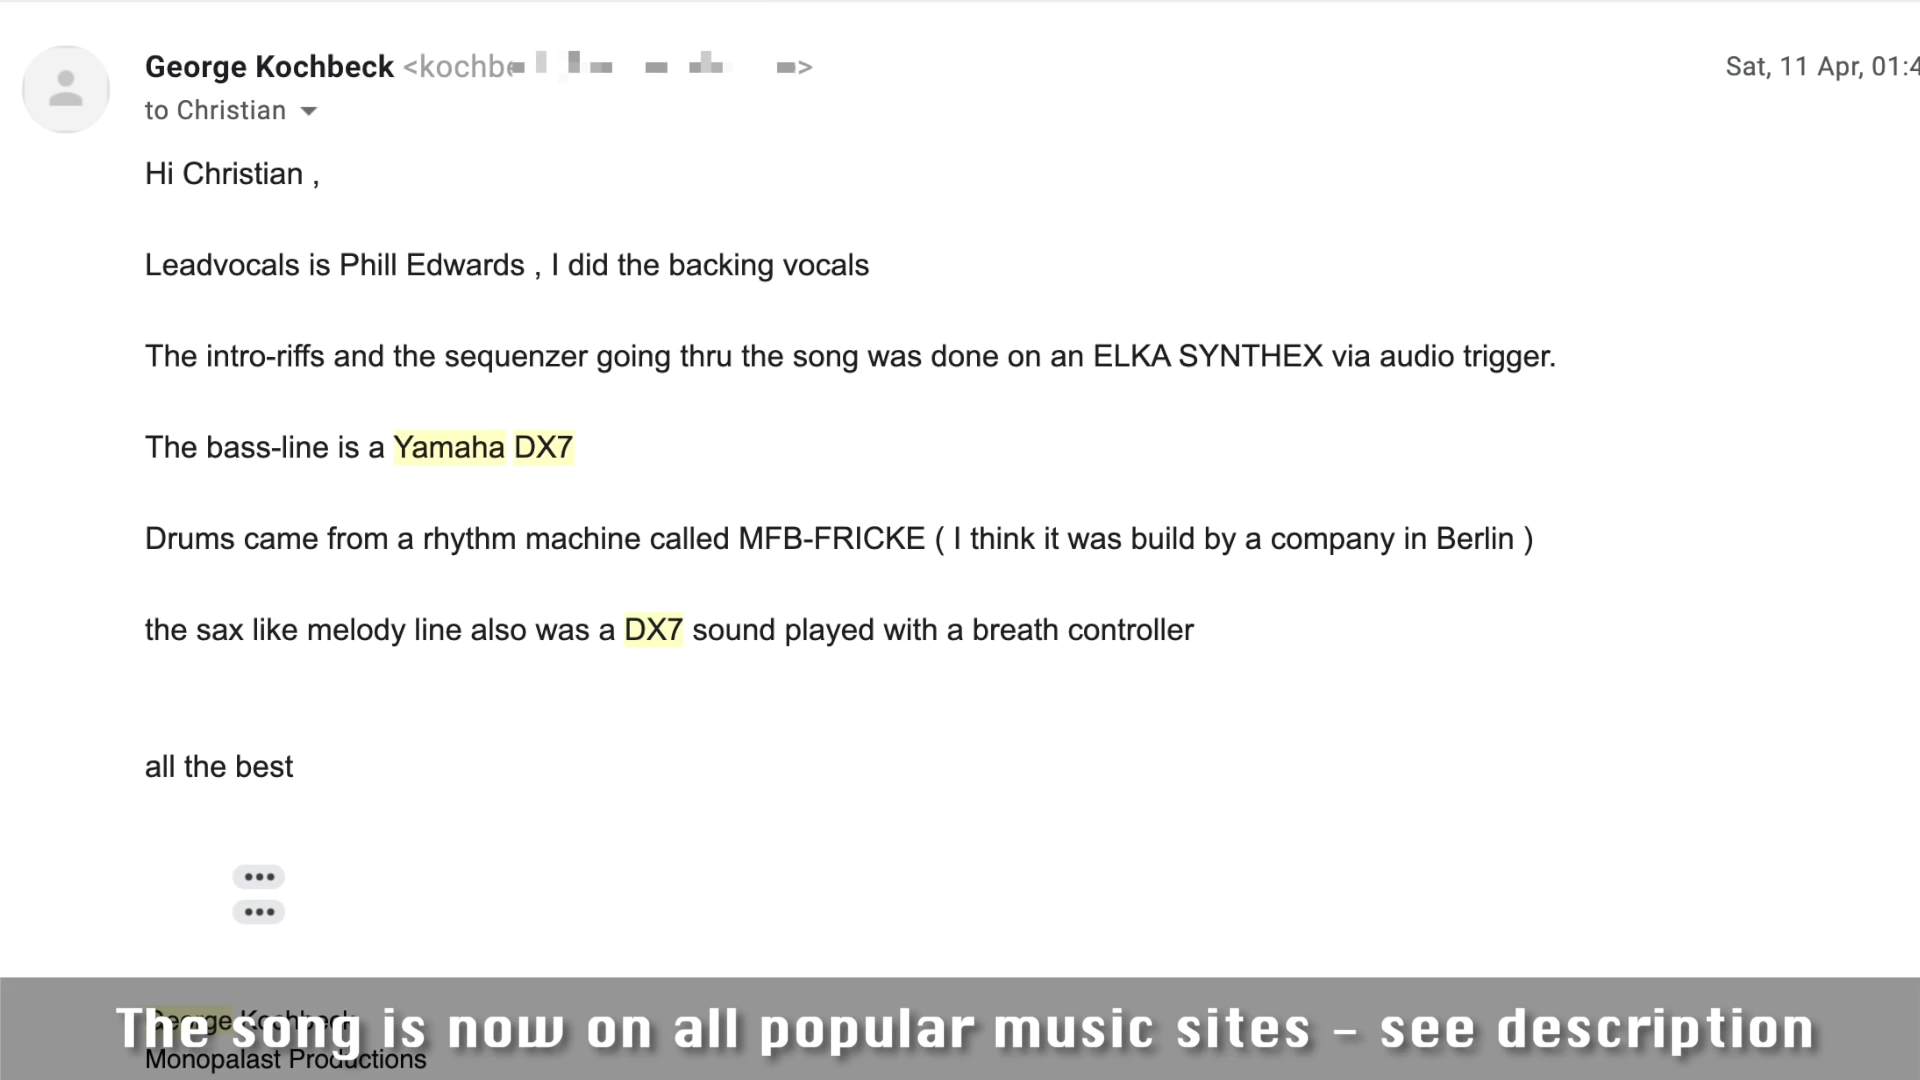 George Kochbeck <kochbe >
Sat, 11 Apr, 01:4
to Christian
Hi Christian ,
Leadvocals is Phill Edwards , I did the backing vocals
The intro-riffs and the sequenzer going thru the song was done on an ELKA SYNTHEX via audio trigger.
The bass-line is a Yamaha DX7
Drums came from a rhythm machine called MFB-FRICKE ( I think it was build by a company in Berlin )
the sax like melody line also was a DX7 sound played with a breath controller
all the best
George Kochbeck
The song is now on all popular music sites - see description
Monopalast Productions